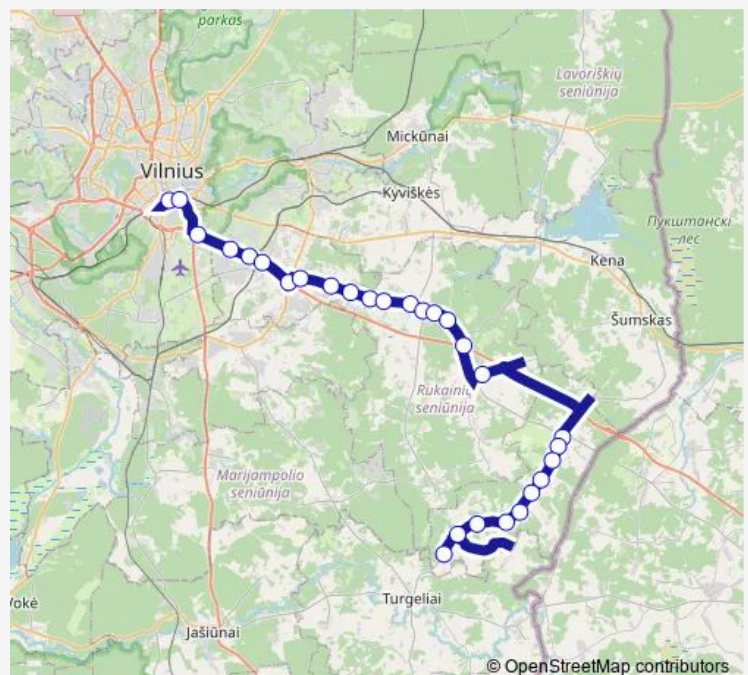 parkas
Lavoriškių
seniūnija
Mickūnai
Vilnius
Kyviškės
Пукштанскі
лес
Kena
Šumskas
Rukainių
seniūnija
Marijampolio
seniūnija
Turgeliai
Vokė
Jašiūnai
© OpenStreetMap contributors